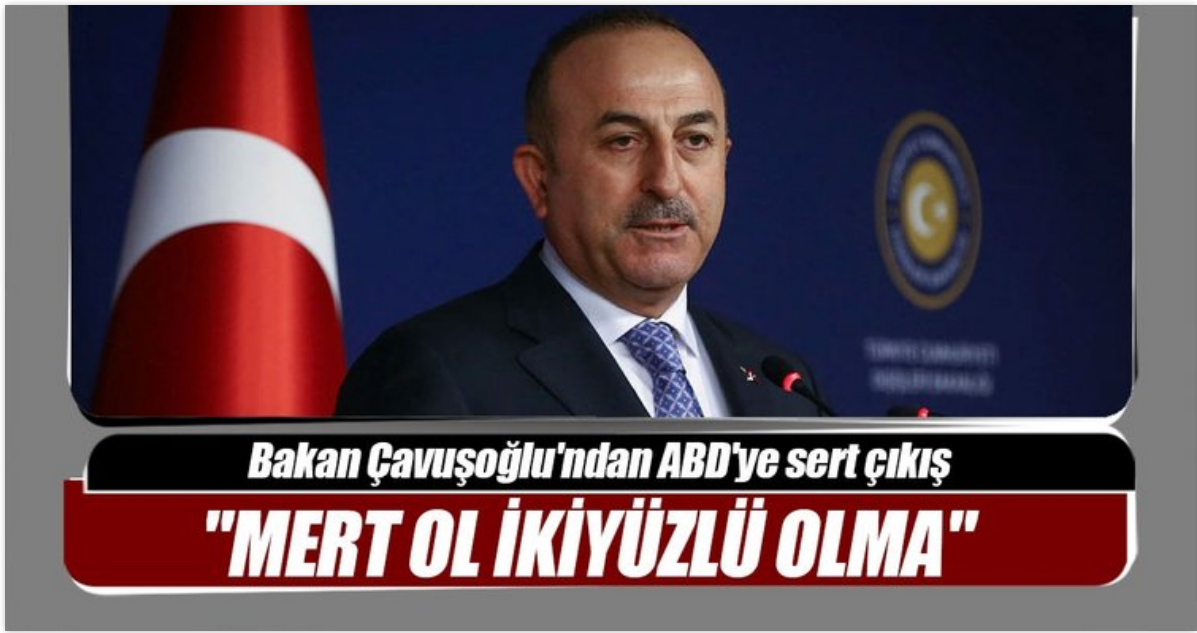 Bakan Çavuşoğlu'ndan ABD'ye sert çıkış
"MERT OL İKİYÜZLÜ OLMA"